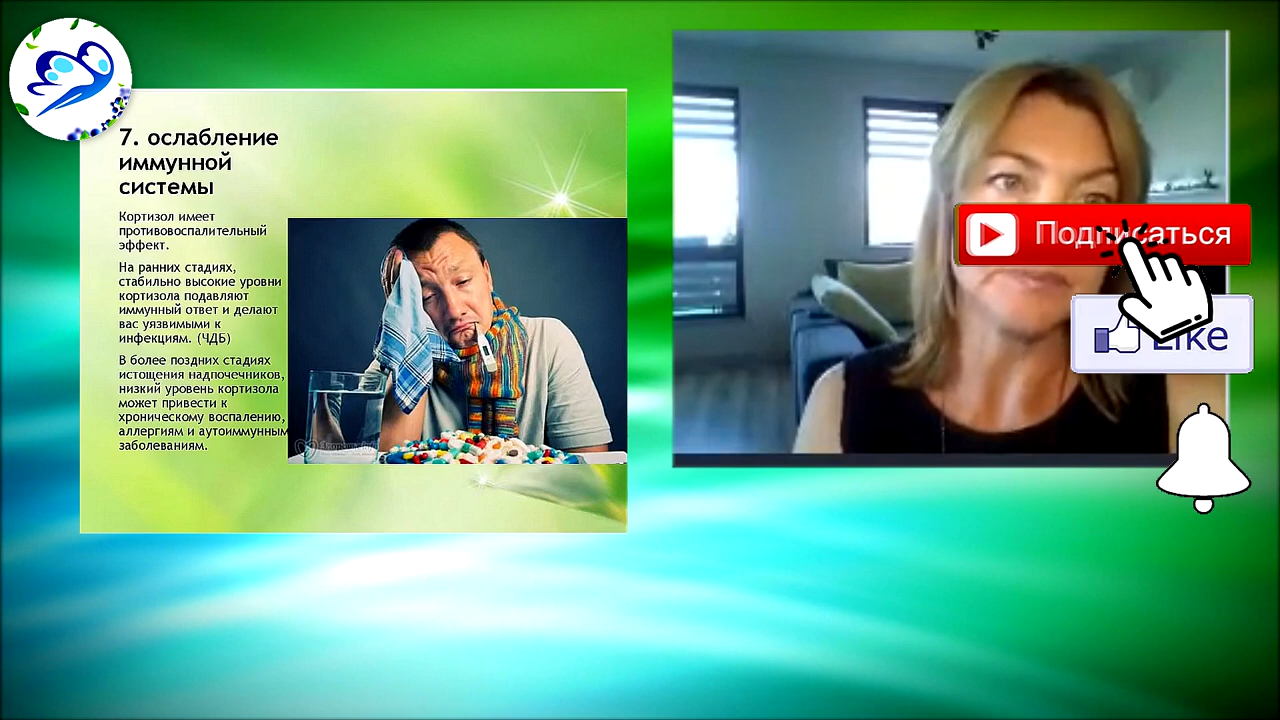 7. ослабление
иммунной
системы
Кортизол имеет
противовоспалительный
эффект.
На ранних стадиях,
стабильно высокие уровни
кортизола подавляют
иммунный ответ и делают
вас уязвимыми к
инфекциям. (ЧДБ)
В более поздних стадиях
истощения надпочечников,
низкий уровень кортизола
может привести к
хроническому воспалению,
аллергиям и аутоиммунным
заболеваниям.
Подписаться
Like